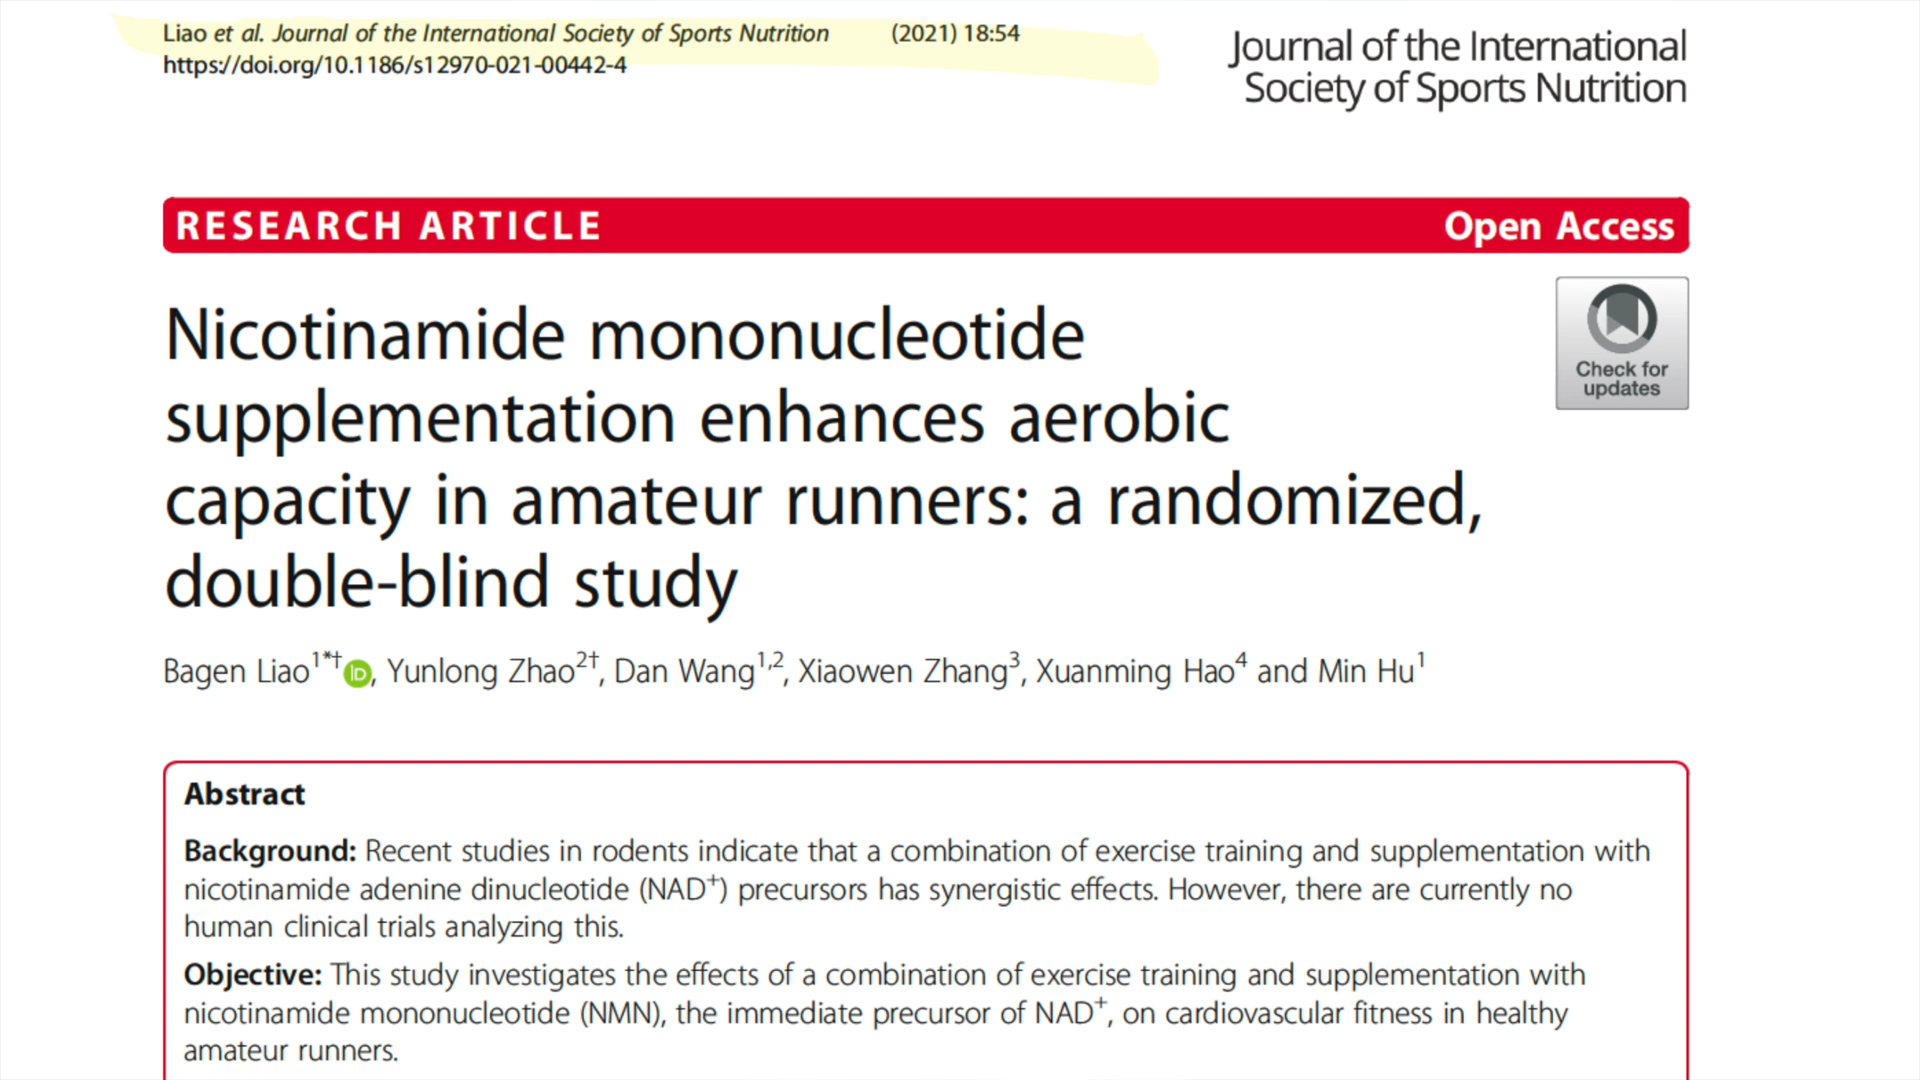 Liao et al. Journal of the International Society of Sports Nutrition (2021) 18:54
https://doi.org/10.1186/s12970-021-00442-4
Journal of the International
Society of Sports Nutrition
RESEARCH ARTICLE Open Access
Check for
updates
Nicotinamide mononucleotide
supplementation enhances aerobic
capacity in amateur runners: a randomized,
double-blind study
Bagen Liao1*† iD, Yunlong Zhao2†, Dan Wang1,2, Xiaowen Zhang3, Xuanming Hao4 and Min Hu1
Abstract
Background: Recent studies in rodents indicate that a combination of exercise training and supplementation with
nicotinamide adenine dinucleotide (NAD+) precursors has synergistic effects. However, there are currently no
human clinical trials analyzing this.
Objective: This study investigates the effects of a combination of exercise training and supplementation with
nicotinamide mononucleotide (NMN), the immediate precursor of NAD+, on cardiovascular fitness in healthy
amateur runners.